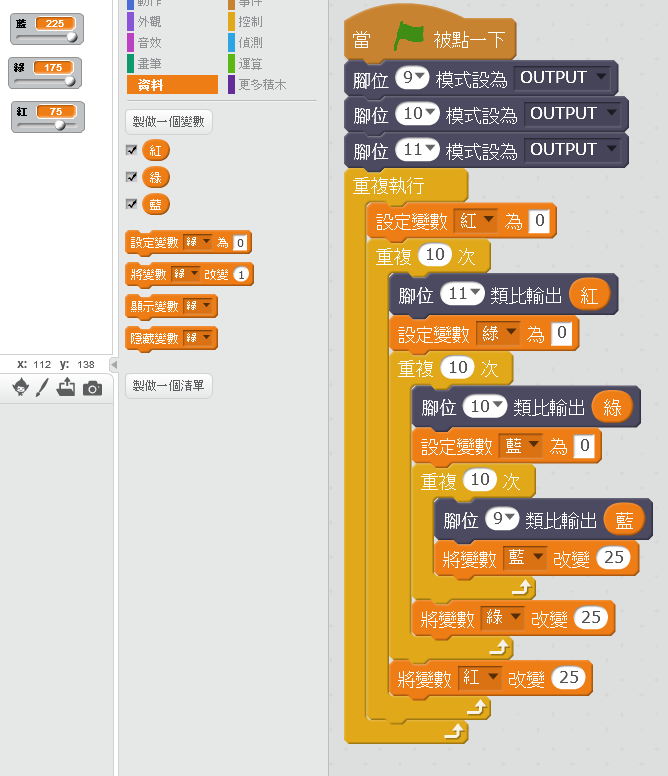 藍 225
綠 175
紅 75
x: 112 y: 138
動作
事件
外觀
控制
音效
偵測
畫筆
運算
資料
更多積木
製做一個變數
紅
綠
藍
設定變數 綠 為 0
將變數 綠 改變 1
顯示變數 綠
隱藏變數 綠
製做一個清單
當 被點一下
腳位 9 模式設為 OUTPUT
腳位 10 模式設為 OUTPUT
腳位 11 模式設為 OUTPUT
重複執行
設定變數 紅 為 0
重複 10 次
腳位 11 類比輸出 紅
設定變數 綠 為 0
重複 10 次
腳位 10 類比輸出 綠
設定變數 藍 為 0
重複 10 次
腳位 9 類比輸出 藍
將變數 藍 改變 25
將變數 綠 改變 25
將變數 紅 改變 25